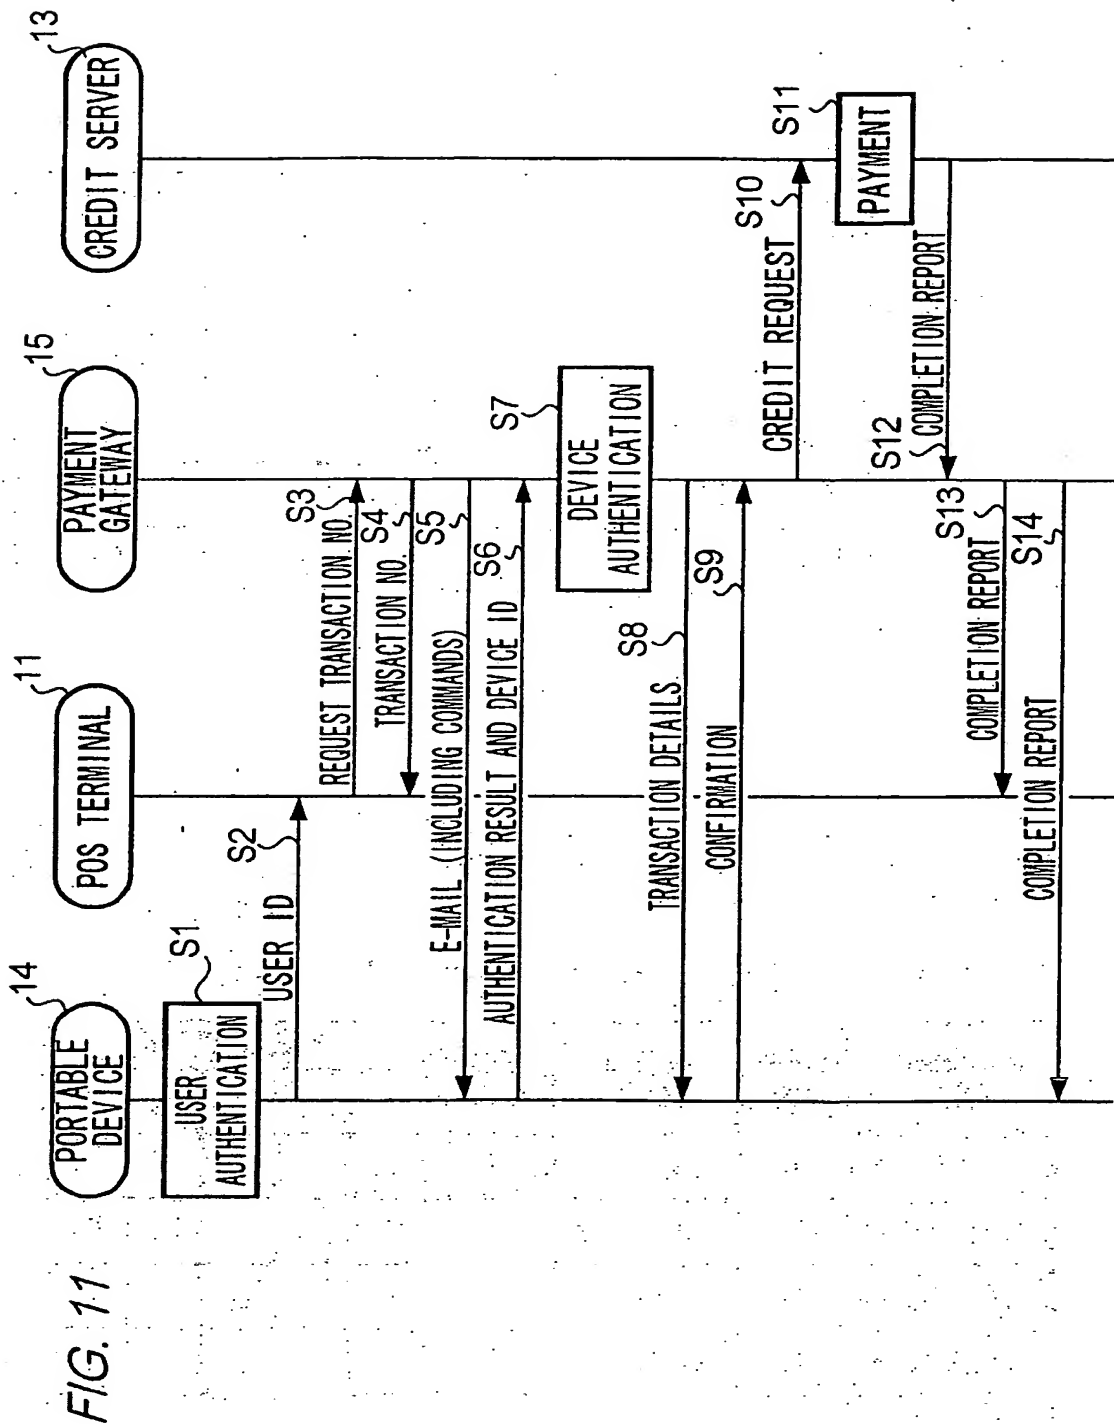 FIG. 11
14
PORTABLE
DEVICE
11
POS TERMINAL
15
PAYMENT
GATEWAY
13
CREDIT SERVER
S1
USER
AUTHENTICATION
USER ID
S2
REQUEST TRANSACTION NO.
S3
TRANSACTION NO.
S4
E-MAIL (INCLUDING COMMANDS)
S5
AUTHENTICATION RESULT AND DEVICE ID
S6
S7
DEVICE
AUTHENTICATION
TRANSACTION DETAILS
S8
CONFIRMATION
S9
CREDIT REQUEST
S10
S11
PAYMENT
S12
COMPLETION REPORT
COMPLETION REPORT
S13
COMPLETION REPORT
S14